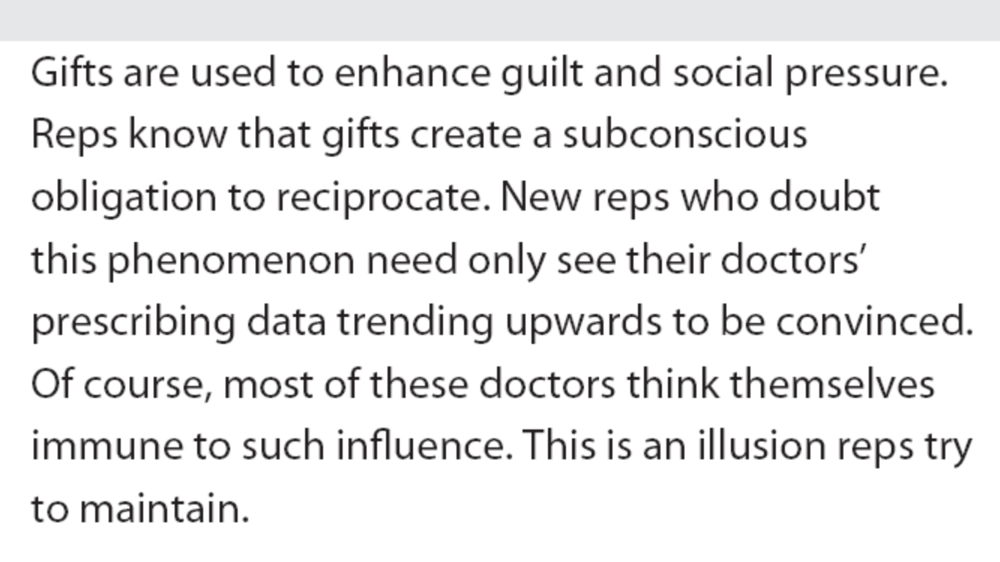 Gifts are used to enhance guilt and social pressure.
Reps know that gifts create a subconscious
obligation to reciprocate. New reps who doubt
this phenomenon need only see their doctors’
prescribing data trending upwards to be convinced.
Of course, most of these doctors think themselves
immune to such influence. This is an illusion reps try
to maintain.